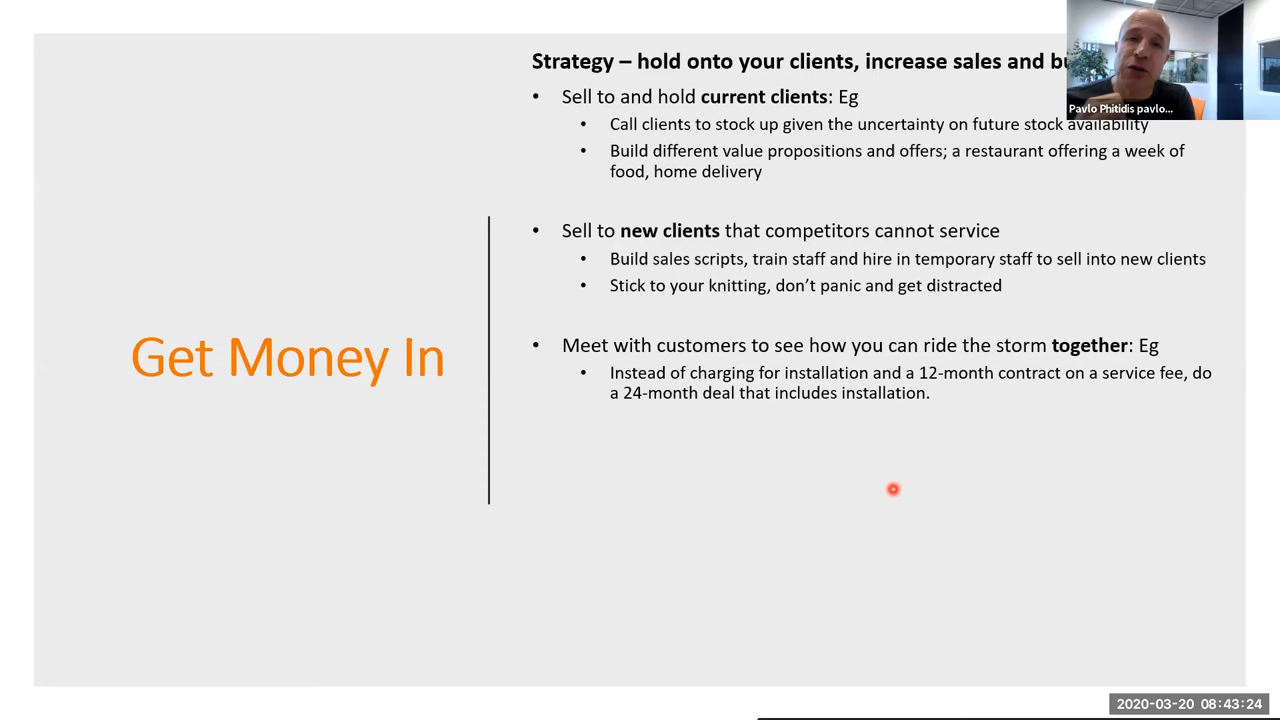 Strategy – hold onto your clients, increase sales and
• Sell to and hold current clients: Eg
• Call clients to stock up given the uncertainty on future stock availability
• Build different value propositions and offers; a restaurant offering a week of
food, home delivery
• Sell to new clients that competitors cannot service
• Build sales scripts, train staff and hire in temporary staff to sell into new clients
• Stick to your knitting, don’t panic and get distracted
Get Money In
• Meet with customers to see how you can ride the storm together: Eg
• Instead of charging for installation and a 12-month contract on a service fee, do
a 24-month deal that includes installation.
Pavlo Phitidis pavlo...
2020-03-20 08:43:24